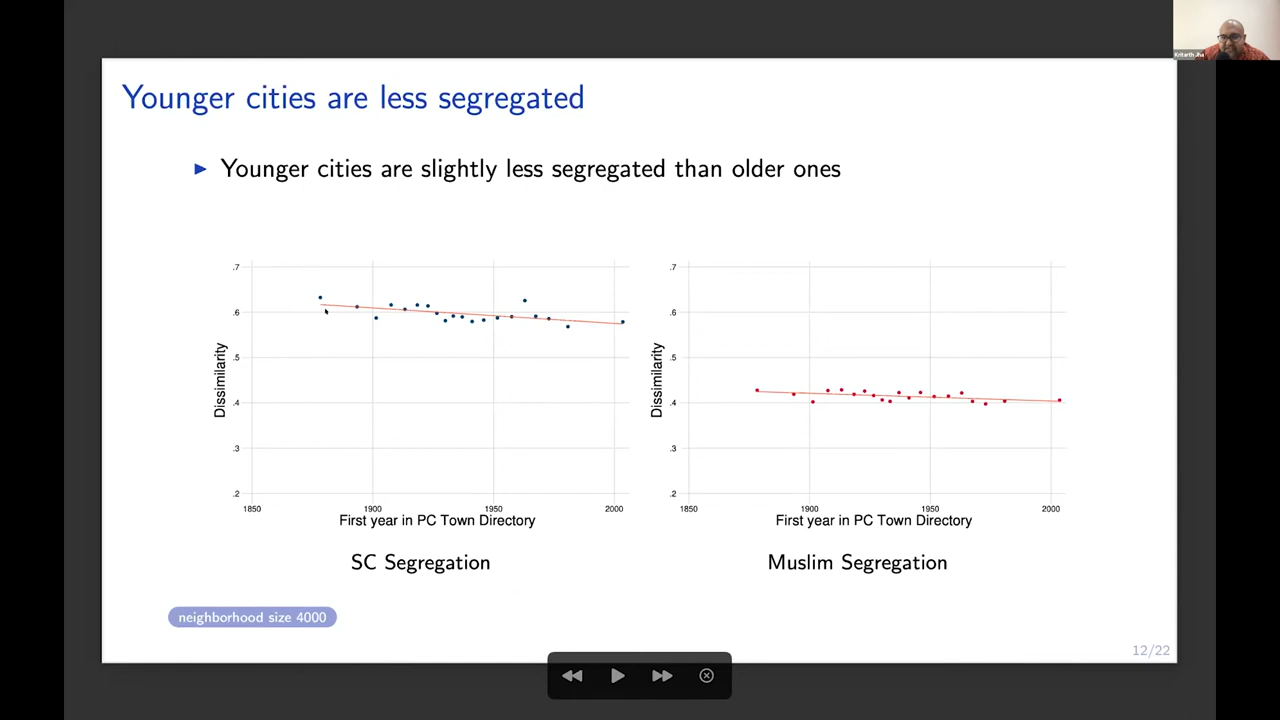 Kritarth Jha
Younger cities are less segregated
Younger cities are slightly less segregated than older ones
.7
.6
.5
.4
.3
.2
Dissimilarity
1850 1900 1950 2000
First year in PC Town Directory
SC Segregation
.7
.6
.5
.4
.3
.2
Dissimilarity
1850 1900 1950 2000
First year in PC Town Directory
Muslim Segregation
neighborhood size 4000
12/22